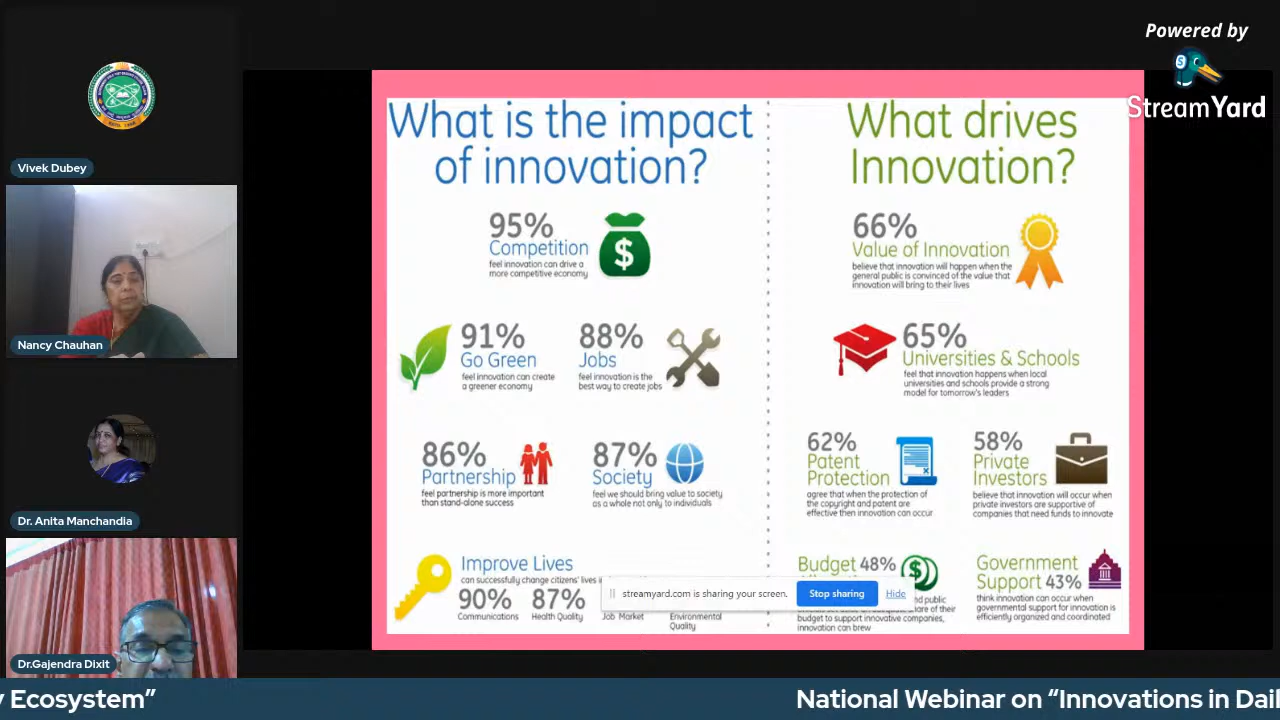 Powered by
StreamYard
Vivek Dubey
Nancy Chauhan
Dr. Anita Manchandia
Dr.Gajendra Dixit
What is the impact
of innovation?
95%
Competition
feel innovation can drive a
more competitive economy
91%
Go Green
feel innovation can create
a greener economy
88%
Jobs
feel innovation is the
best way to create jobs
86%
Partnership
feel partnership is more important
than stand-alone success
87%
Society
feel we should bring value to society
as a whole not only to individuals
Improve Lives
can successfully change citizens' lives
90%
Communications
87%
Health Quality
Job Market
Environmental
Quality
What drives
Innovation?
66%
Value of Innovation
believe that innovation will happen when the
general public is convinced of the value that
innovation will bring to their lives
65%
Universities & Schools
feel that innovation happens when local
universities and schools provide a strong
model for tomorrow's leaders
62%
Patent
Protection
agree that when the protection of
the copyright and patent are
effective then innovation can occur
58%
Private
Investors
believe that innovation will occur when
private investors are supportive of
companies that need funds to innovate
Budget 48%
public
share of their
budget to support innovative companies,
innovation can brew
Government
Support 43%
think innovation can occur when
governmental support for innovation is
efficiently organized and coordinated
streamyard.com is sharing your screen.
Stop sharing
Hide
y Ecosystem”
National Webinar on “Innovations in Dail